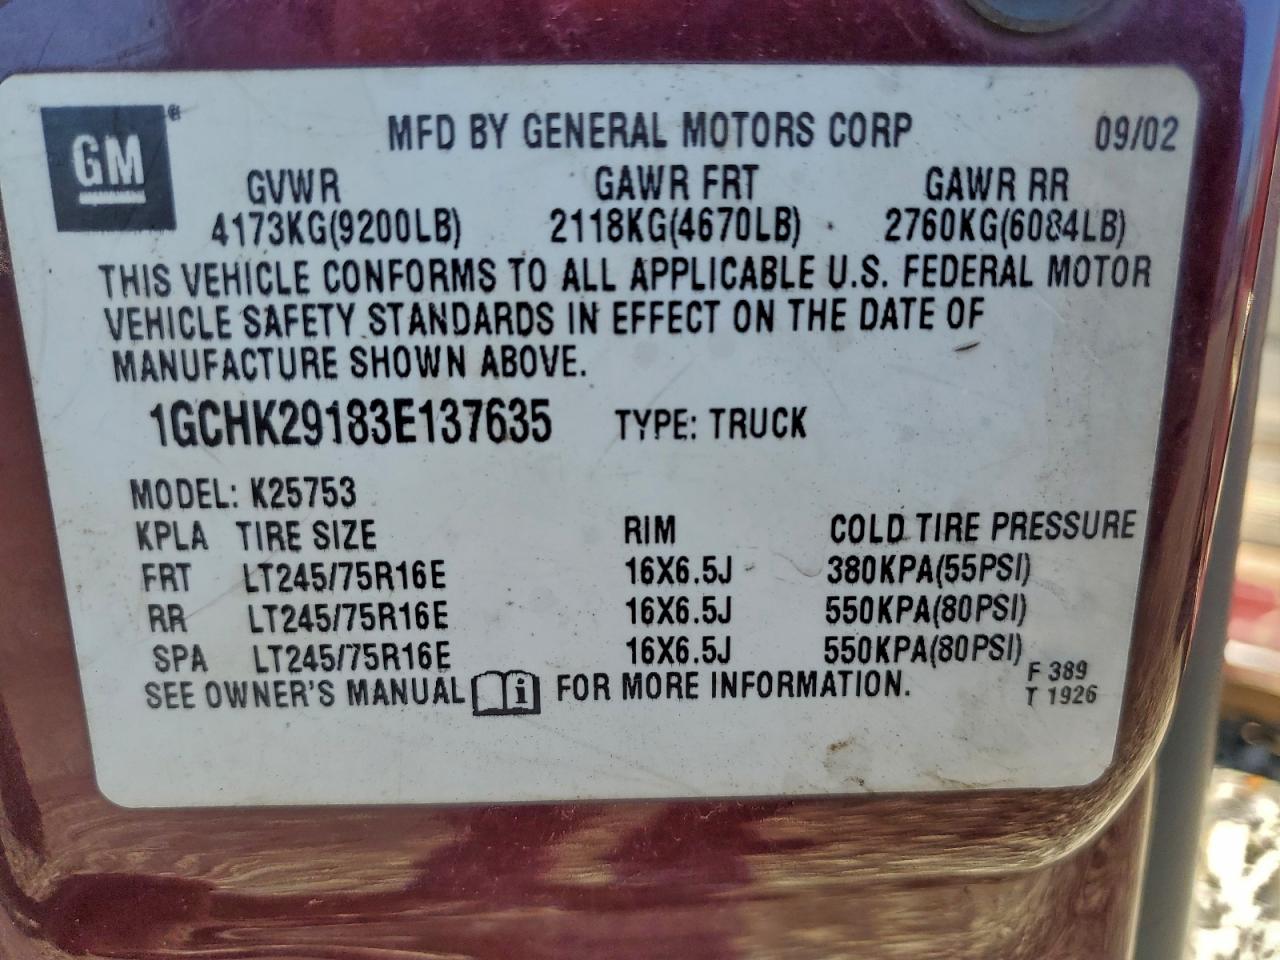 GM ®
MFD BY GENERAL MOTORS CORP 09/02
GVWR GAWR FRT GAWR RR
4173KG(9200LB) 2118KG(4670LB) 2760KG(6084LB)
THIS VEHICLE CONFORMS TO ALL APPLICABLE U.S. FEDERAL MOTOR
VEHICLE SAFETY STANDARDS IN EFFECT ON THE DATE OF
MANUFACTURE SHOWN ABOVE.
1GCHK29183E137635 TYPE: TRUCK
MODEL: K25753
KPLA TIRE SIZE RIM COLD TIRE PRESSURE
FRT LT245/75R16E 16X6.5J 380KPA(55PSI)
RR LT245/75R16E 16X6.5J 550KPA(80PSI)
SPA LT245/75R16E 16X6.5J 550KPA(80PSI)
SEE OWNER'S MANUAL i FOR MORE INFORMATION.
F 389
T 1926